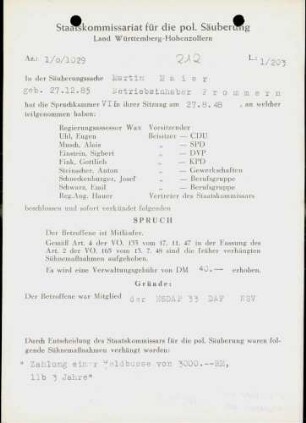 Staatskommissariat für die pol. Säuberung
Land Württemberg-Hohenzollern
Az.: 1/o/1029 212 L: 1/203
In der Säuberungssache Martin Maier
geb. 27.12.85 Betriebsinhaber Frommern
hat die Spruchkammer VI in ihrer Sitzung am 27.8.48, an welcher
teilgenommen haben:
Regierungsassessor Wax Vorsitzender
Uhl, Eugen Beisitzer — CDU
Mussh, Alois „ — SPD
Einstein, Sigbert „ — DVP
Fink, Gottlieb „ — KPD
Steinacher, Anton „ — Gewerkschaften
Schneckenburger, Josef „ — Berufsgruppe
Schwarz, Emil „ — Berufsgruppe
Reg.Ang. Hauer Vertreter des Staatskommissars
beschlossen und sofort verkündet folgenden
SPRUCH
Der Betroffene ist Mitläufer.
Gemäß Art. 4 der VO. 133 vom 17. 11. 47 in der Fassung des
Art. 2 der VO. 165 vom 13. 7. 48 sind die früher verhängten
Sühnemaßnahmen aufgehoben.
Es wird eine Verwaltungsgebühr von DM 40.— erhoben.
Gründe:
Der Betroffene war Mitglied der NSDAP 33 DAF NSV
Durch Entscheidung des Staatskommissars für die pol. Säuberung waren fol-
gende Sühnemaßnahmen verhängt worden:
" Zahlung einer Geldbusse von 3000.--RM,
3 Jahre"